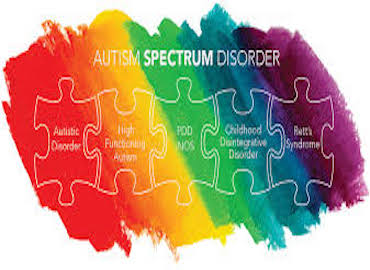 AUTISM SPECTRUM DISORDER
Autistic
Disorder
High
Functioning
Autism
PDD
NOS
Childhood
Disintegrative
Disorder
Rett's
Syndrome